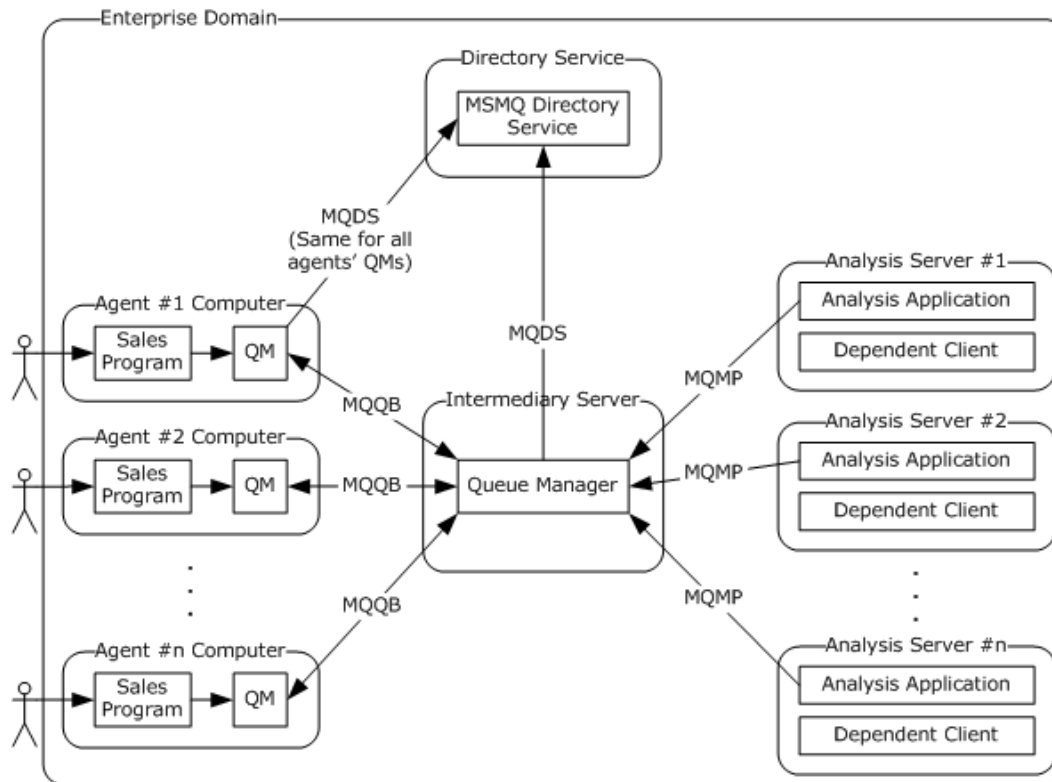 Enterprise Domain
Directory Service
MSMQ Directory
Service
MQDS
(Same for all
agents’ QMs)
MQDS
Agent #1 Computer
Sales
Program
QM
MQQB
Intermediary Server
Queue Manager
Agent #2 Computer
Sales
Program
QM
MQQB
MQQB
Agent #n Computer
Sales
Program
QM
Analysis Server #1
Analysis Application
Dependent Client
MQMP
Analysis Server #2
Analysis Application
Dependent Client
MQMP
MQMP
Analysis Server #n
Analysis Application
Dependent Client